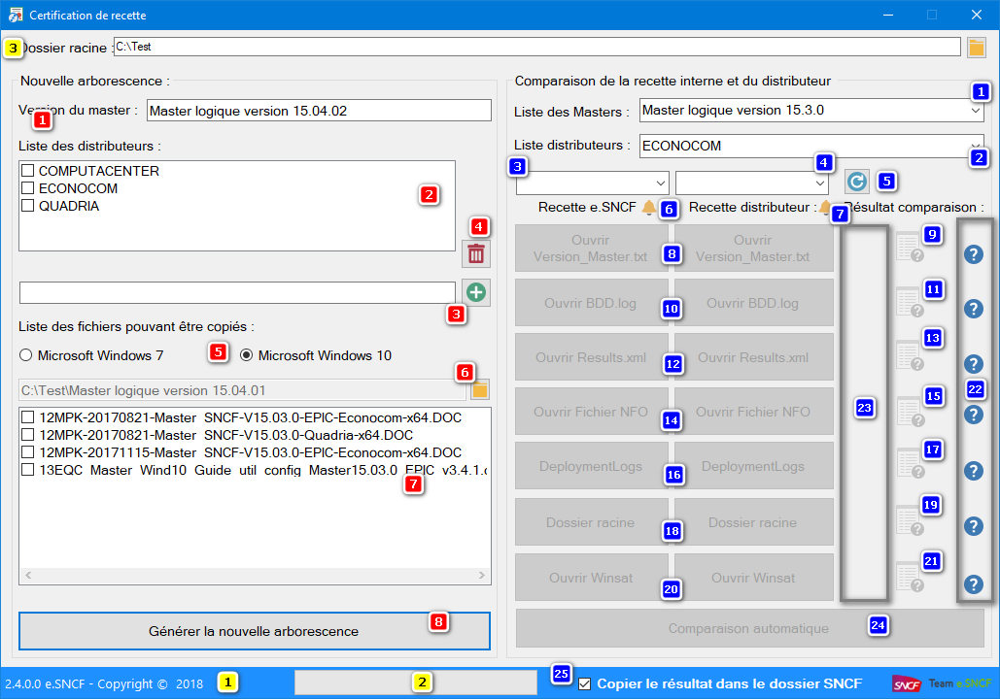 Certification de recette
3
Dossier racine :
C:\Test
Nouvelle arborescence :
Version du master :
1
Master logique version 15.04.02
Liste des distributeurs :
COMPUTACENTER
ECONOCOM
QUADRIA
2
4
3
Liste des fichiers pouvant être copiés :
Microsoft Windows 7
5
Microsoft Windows 10
6
C:\Test\Master logique version 15.04.01
12MPK-20170821-Master SNCF-V15.03.0-EPIC-Econocom-x64.DOC
12MPK-20170821-Master SNCF-V15.03.0-Quadria-x64.DOC
12MPK-20171115-Master SNCF-V15.03.0-EPIC-Econocom-x64.DOC
13EQC Master Wind10 Guide util config Master15.03.0 EPIC v3.4.1.
7
Générer la nouvelle arborescence
8
Comparaison de la recette interne et du distributeur
1
Liste des Masters :
Master logique version 15.3.0
Liste distributeurs :
ECONOCOM
2
3
4
5
Recette e.SNCF
6
Recette distributeur :
7
Résultat comparaison :
Ouvrir Version_Master.txt
8
Ouvrir Version_Master.txt
9
?
Ouvrir BDD.log
10
Ouvrir BDD.log
11
?
Ouvrir Results.xml
12
Ouvrir Results.xml
13
?
22
Ouvrir Fichier NFO
14
Ouvrir Fichier NFO
23
15
?
DeploymentLogs
16
DeploymentLogs
17
?
Dossier racine
18
Dossier racine
19
?
Ouvrir Winsat
20
Ouvrir Winsat
21
?
Comparaison automatique
24
2.4.0.0 e.SNCF - Copyright © 2018
1
2
25
Copier le résultat dans le dossier SNCF
SNCF
Team.e.SNCF